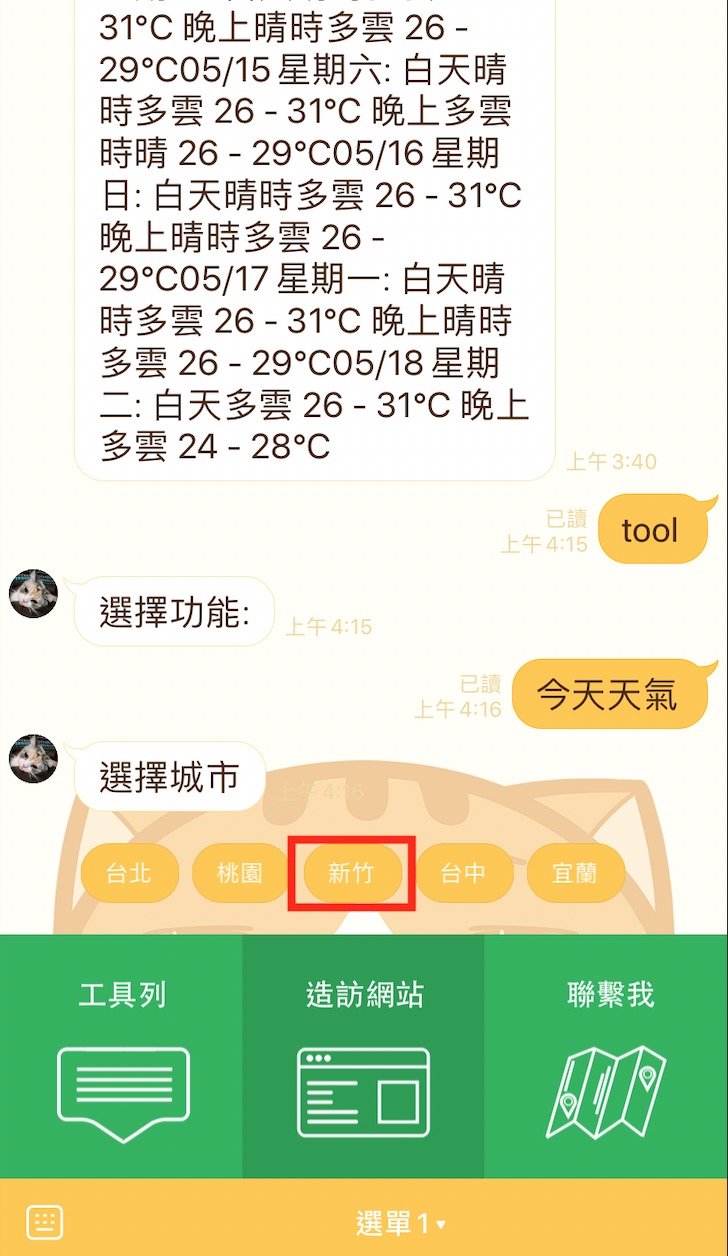 31°C 晚上晴時多雲 26 -
29°C05/15 星期六: 白天晴
時多雲 26 - 31°C 晚上多雲
時晴 26 - 29°C05/16 星期
日: 白天晴時多雲 26 - 31°C
晚上晴時多雲 26 -
29°C05/17 星期一: 白天晴
時多雲 26 - 31°C 晚上晴時
多雲 26 - 29°C05/18 星期
二: 白天多雲 26 - 31°C 晚上
多雲 24 - 28°C
上午 3:40
已讀
上午 4:15
tool
選擇功能:
上午 4:15
已讀
上午 4:16
今天天氣
選擇城市
上午 4:16
台北
桃園
新竹
台中
宜蘭
工具列
造訪網站
聯繫我
選單 1 ▾